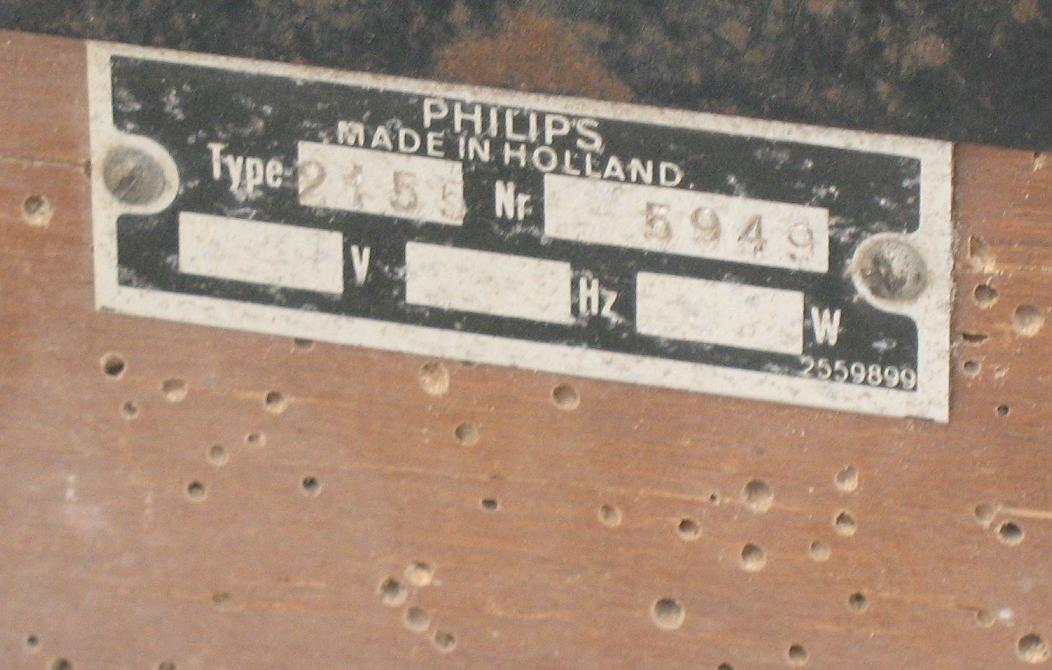 PHILIPS
MADE IN HOLLAND.
Type 2155 Nr 5949
V Hz W
2559899